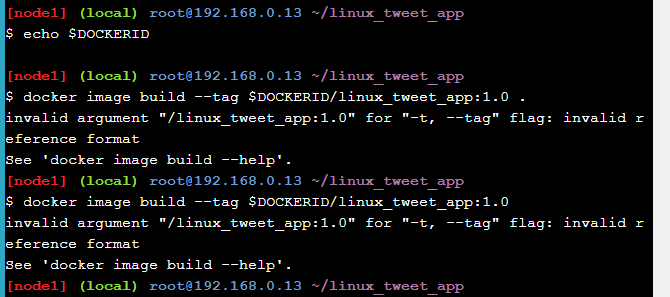 [node1] (local) root@192.168.0.13 ~/linux_tweet_app
$ echo $DOCKERID
[node1] (local) root@192.168.0.13 ~/linux_tweet_app
$ docker image build --tag $DOCKERID/linux_tweet_app:1.0 .
invalid argument "/linux_tweet_app:1.0" for "-t, --tag" flag: invalid r
eference format
See 'docker image build --help'.
[node1] (local) root@192.168.0.13 ~/linux_tweet_app
$ docker image build --tag $DOCKERID/linux_tweet_app:1.0
invalid argument "/linux_tweet_app:1.0" for "-t, --tag" flag: invalid r
eference format
See 'docker image build --help'.
[node1] (local) root@192.168.0.13 ~/linux_tweet_app